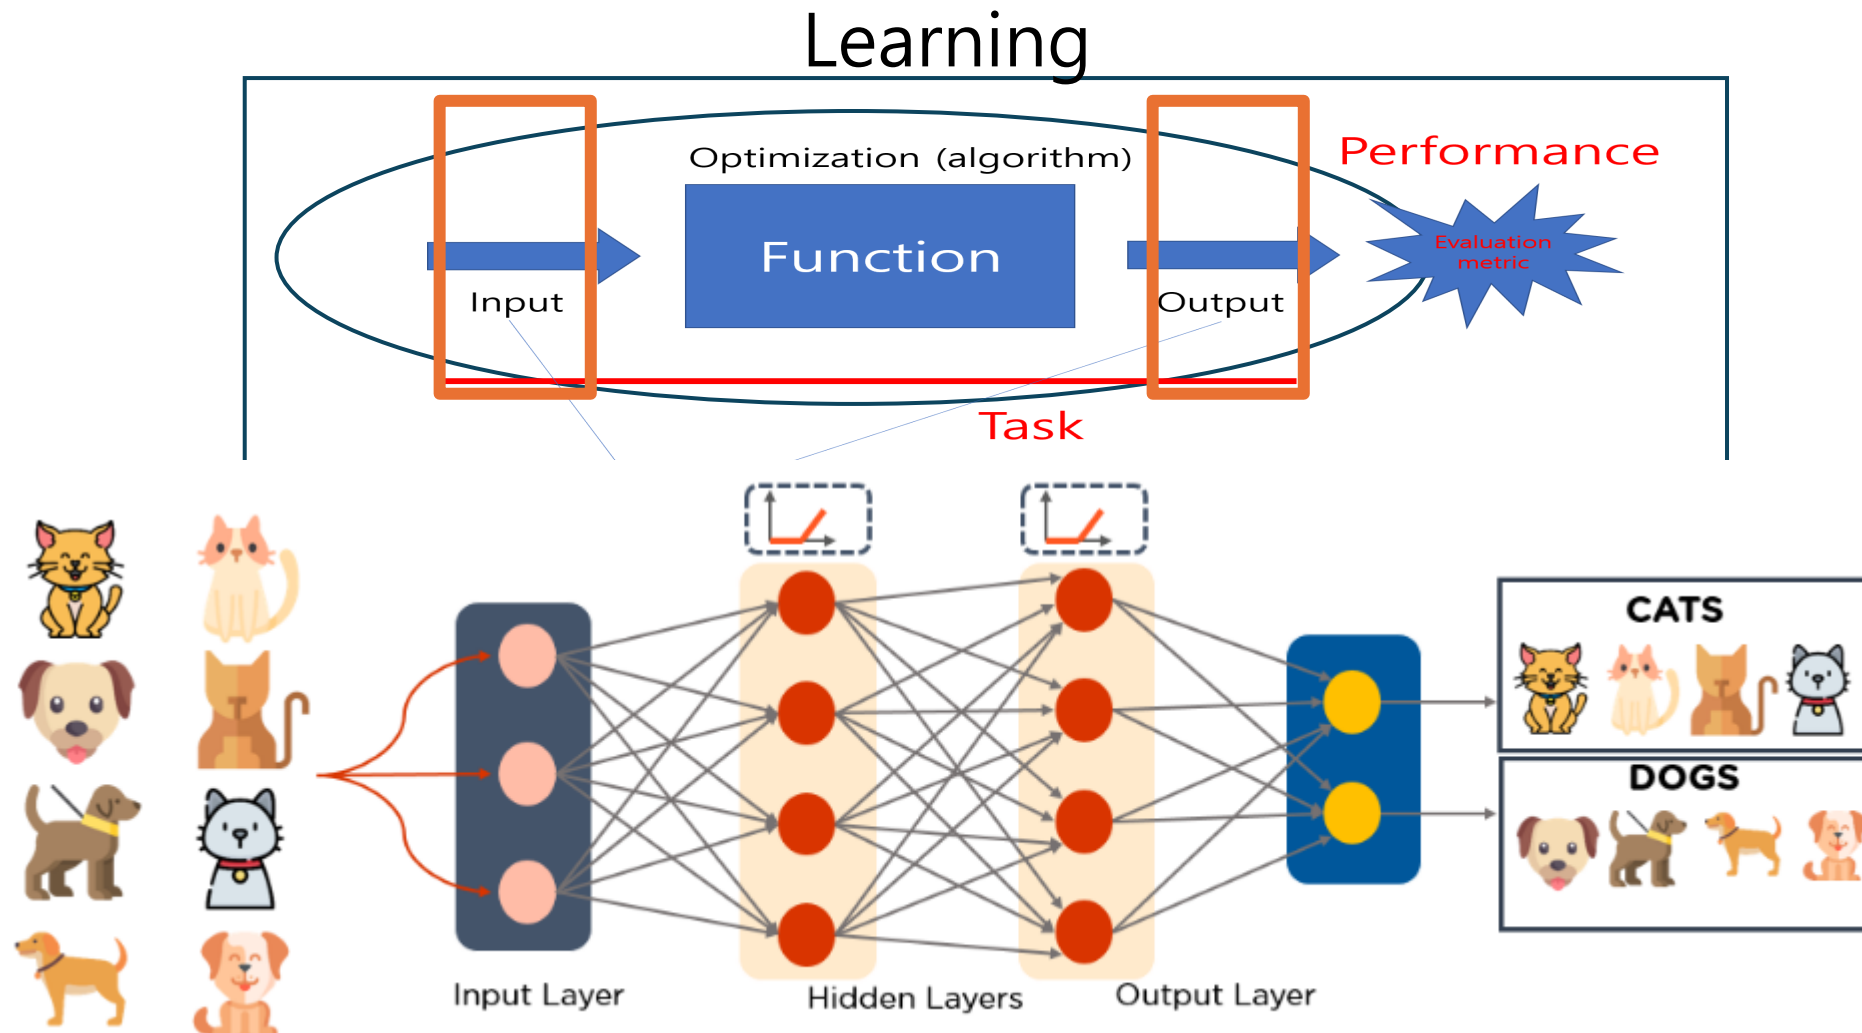 Learning
Optimization (algorithm)
Performance
Function
Evaluation
metric
Input
Output
Task
CATS
DOGS
Input Layer
Hidden Layers
Output Layer